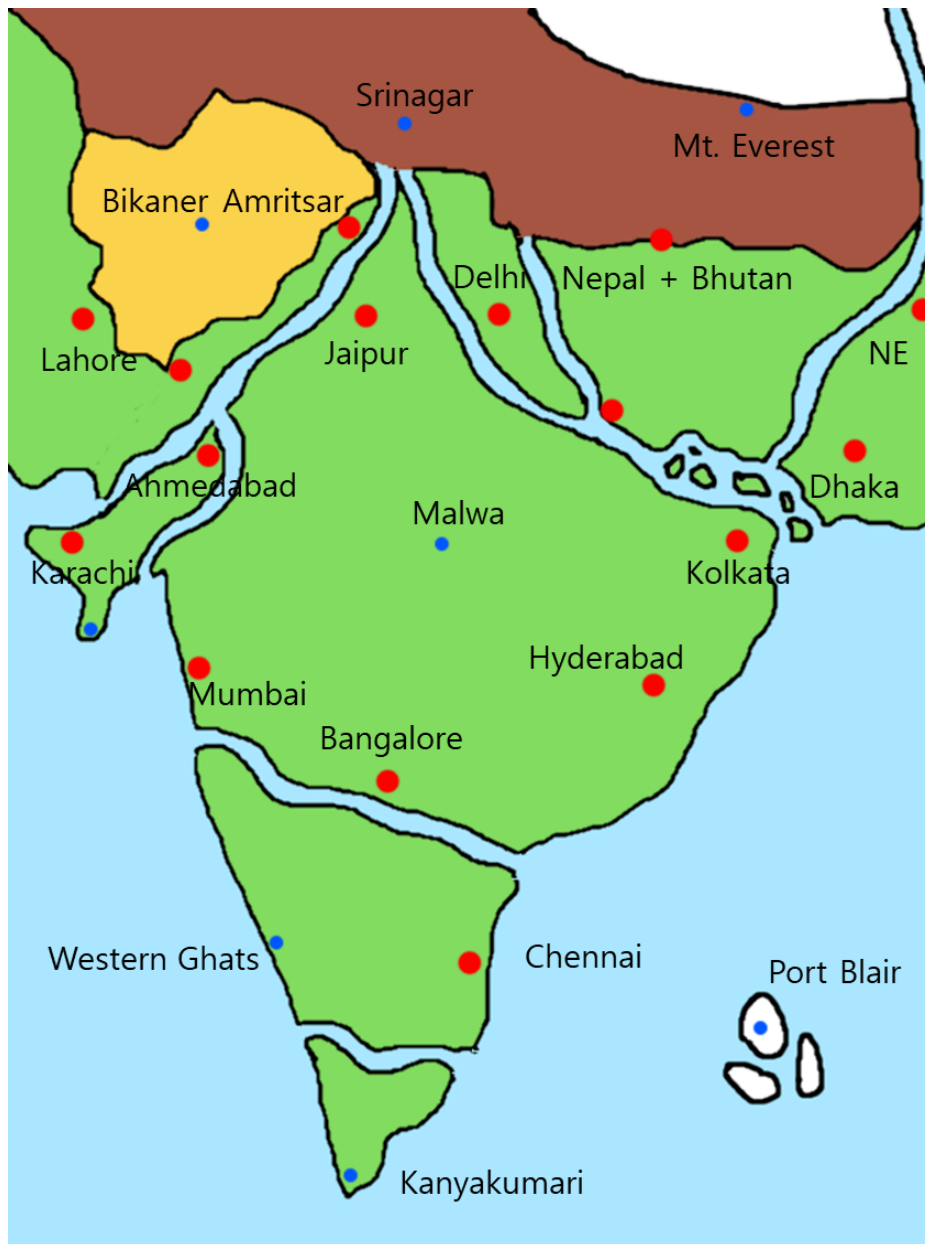 Srinagar
Mt. Everest
Bikaner Amritsar
Delhi
Nepal + Bhutan
Lahore
Jaipur
NE
Ahmedabad
Dhaka
Malwa
Karachi
Kolkata
Hyderabad
Mumbai
Bangalore
Western Ghats
Chennai
Port Blair
Kanyakumari